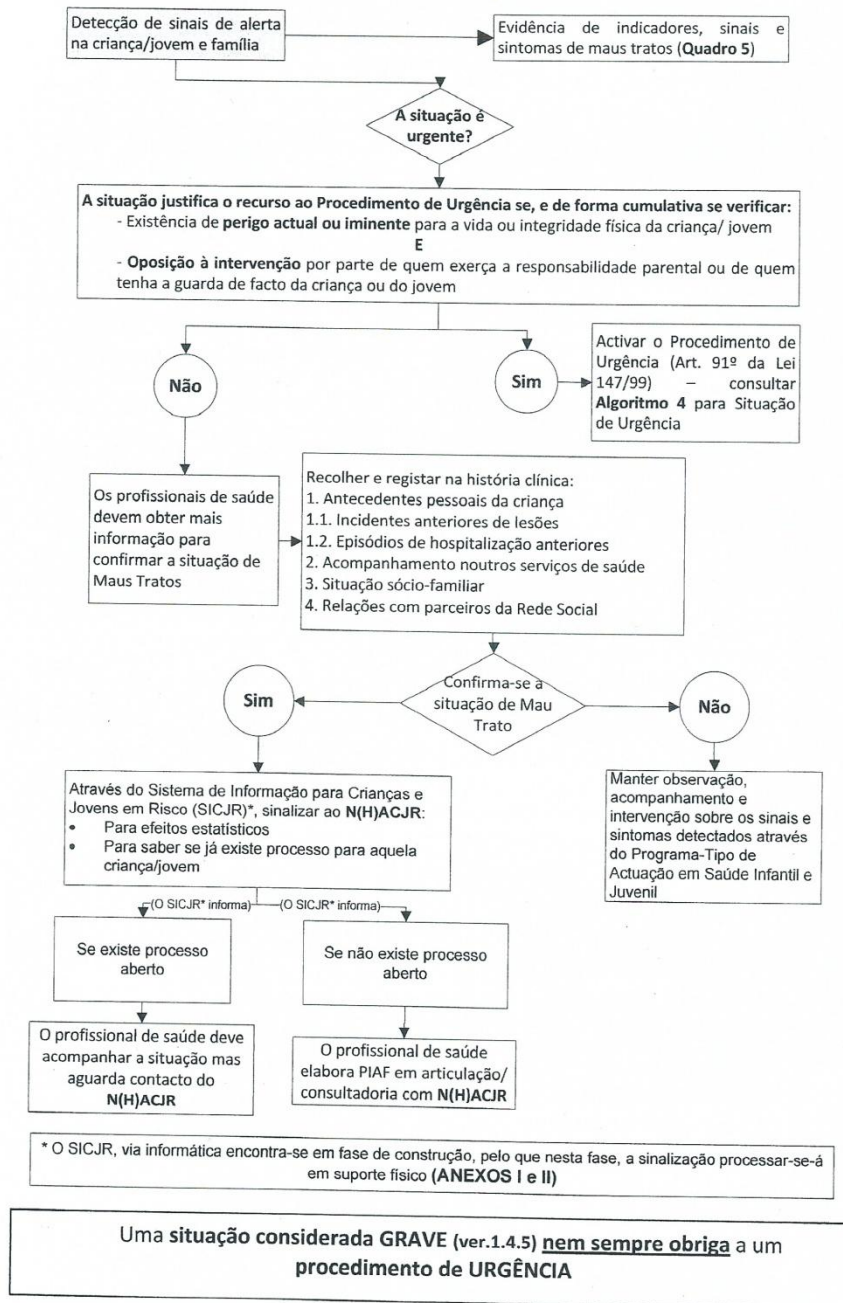 Detecção de sinais de alerta
na criança/jovem e família
Evidência de indicadores, sinais e
sintomas de maus tratos (Quadro 5)
A situação é
urgente?
A situação justifica o recurso ao Procedimento de Urgência se, e de forma cumulativa se verificar:
- Existência de perigo actual ou iminente para a vida ou integridade física da criança/ jovem
E
- Oposição à intervenção por parte de quem exerça a responsabilidade parental ou de quem
tenha a guarda de facto da criança ou do jovem
Não
Sim
Activar o Procedimento de
Urgência (Art. 91º da Lei
147/99) – consultar
Algoritmo 4 para Situação
de Urgência
Os profissionais de saúde
devem obter mais
informação para
confirmar a situação de
Maus Tratos
Recolher e registar na história clínica:
1. Antecedentes pessoais da criança
1.1. Incidentes anteriores de lesões
1.2. Episódios de hospitalização anteriores
2. Acompanhamento noutros serviços de saúde
3. Situação sócio-familiar
4. Relações com parceiros da Rede Social
Sim
Confirma-se a
situação de Mau
Trato
Não
Através do Sistema de Informação para Crianças e
Jovens em Risco (SICJR)*, sinalizar ao N(H)ACJR:
• Para efeitos estatísticos
• Para saber se já existe processo para aquela
criança/jovem
Manter observação,
acompanhamento e
intervenção sobre os sinais e
sintomas detectados através
do Programa-Tipo de
Actuação em Saúde Infantil e
Juvenil
(O SICJR* informa)
(O SICJR* informa)
Se existe processo
aberto
Se não existe processo
aberto
O profissional de saúde deve
acompanhar a situação mas
aguarda contacto do
N(H)ACJR
O profissional de saúde
elabora PIAF em articulação/
consultadoria com N(H)ACJR
* O SICJR, via informática encontra-se em fase de construção, pelo que nesta fase, a sinalização processar-se-á
em suporte físico (ANEXOS I e II)
Uma situação considerada GRAVE (ver.1.4.5) nem sempre obriga a um
procedimento de URGÊNCIA